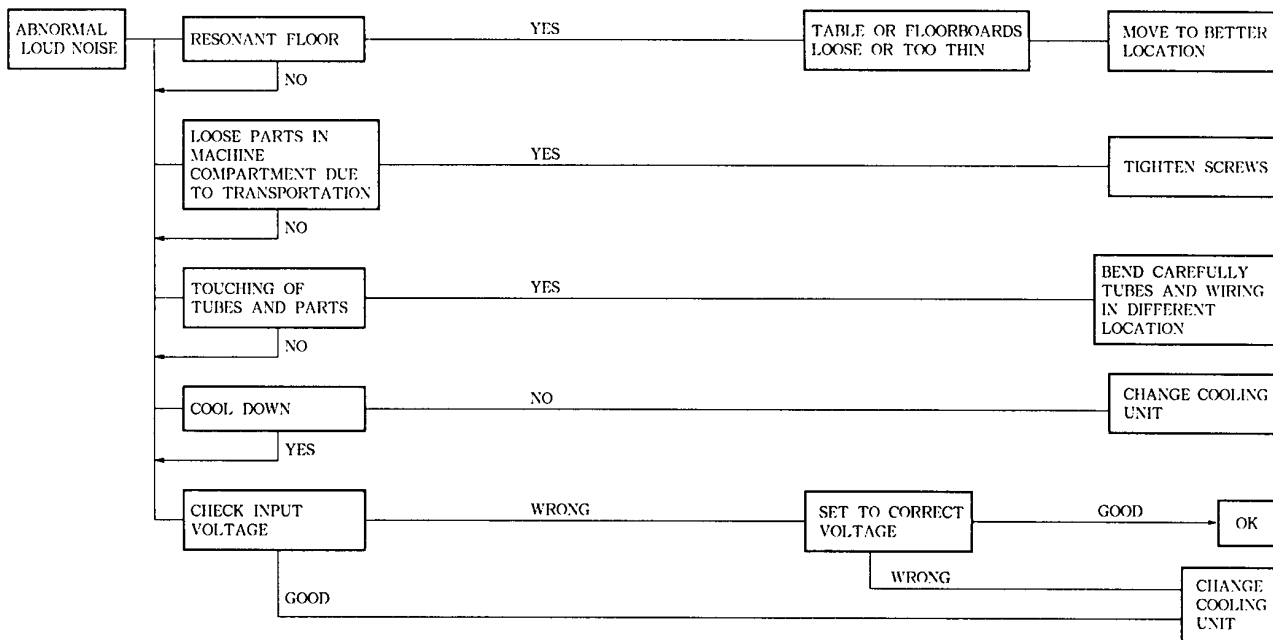 ABNORMAL
LOUD NOISE
RESONANT FLOOR
YES
TABLE OR FLOORBOARDS
LOOSE OR TOO THIN
MOVE TO BETTER
LOCATION
NO
LOOSE PARTS IN
MACHINE
COMPARTMENT DUE
TO TRANSPORTATION
YES
TIGHTEN SCREWS
NO
TOUCHING OF
TUBES AND PARTS
YES
BEND CAREFULLY
TUBES AND WIRING
IN DIFFERENT
LOCATION
NO
COOL DOWN
NO
CHANGE COOLING
UNIT
YES
CHECK INPUT
VOLTAGE
WRONG
SET TO CORRECT
VOLTAGE
GOOD
OK
WRONG
GOOD
CHANGE
COOLING
UNIT